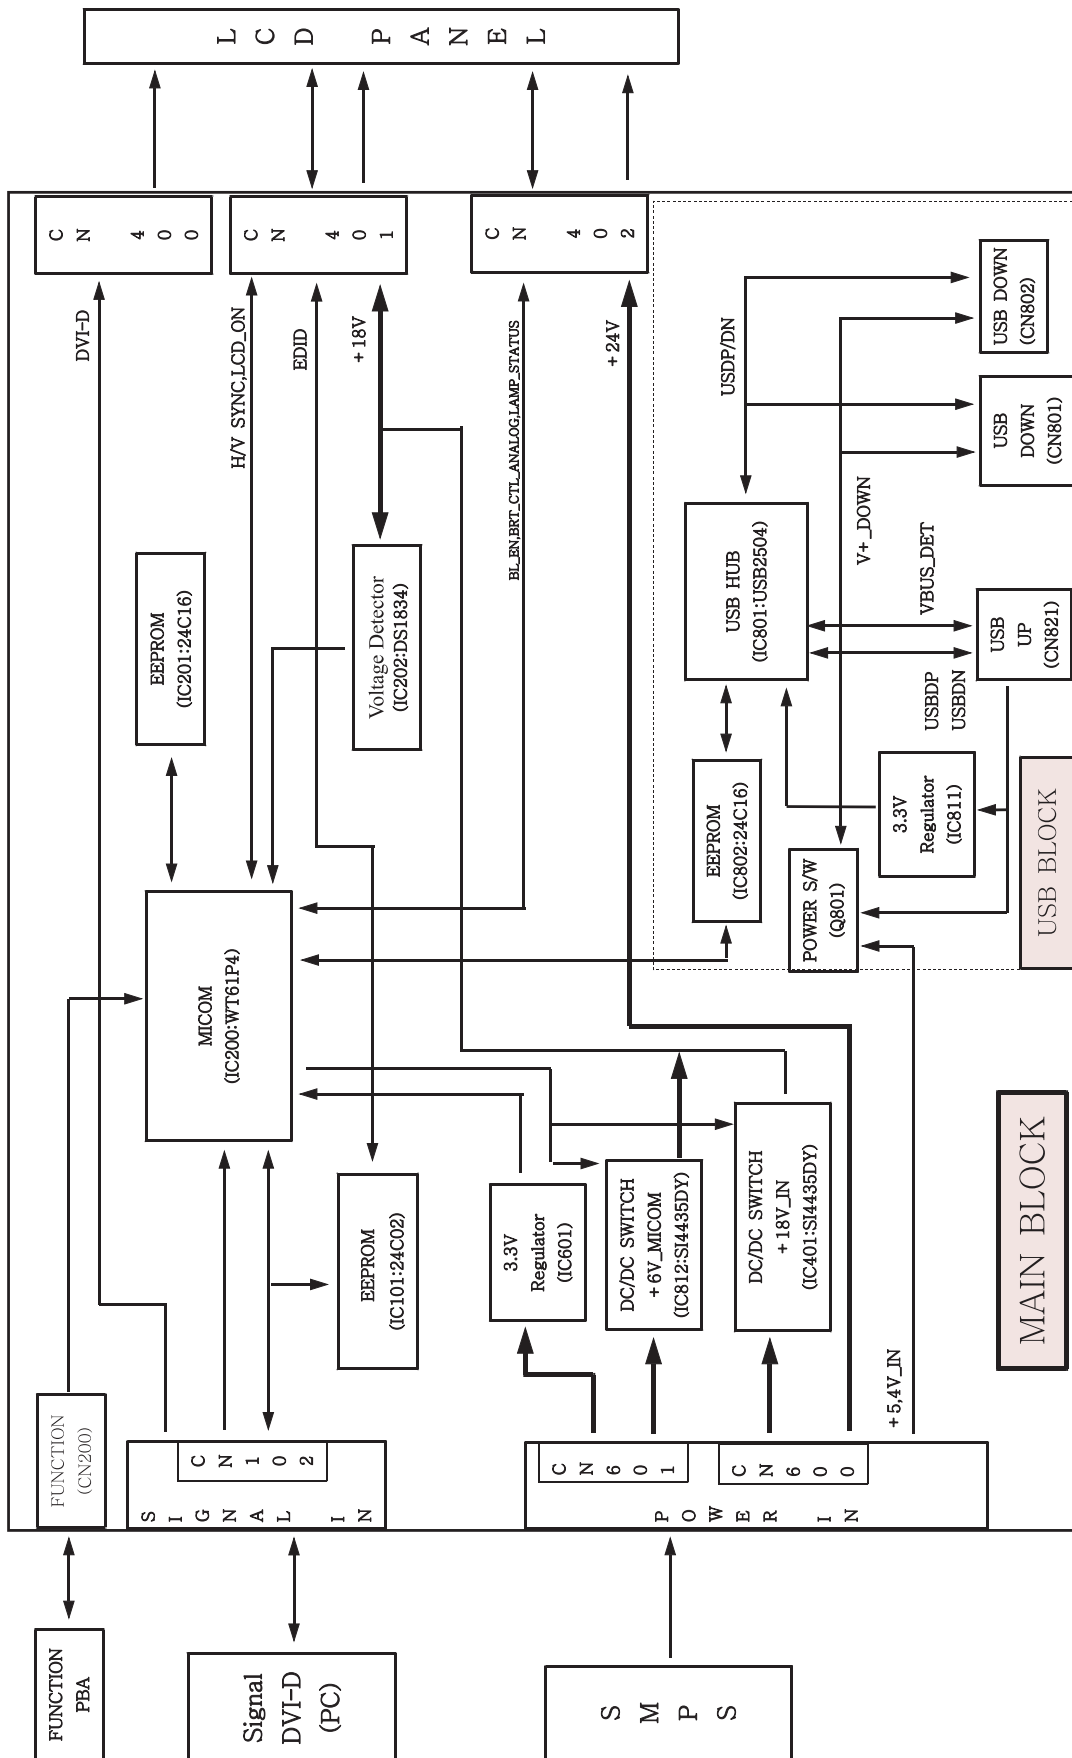 FUNCTION
PBA
Signal
DVI-D
(PC)
SMPS
FUNCTION
(CN200)
SIGNAL IN
CN102
POWER IN
CN601
CN600
DVI-D
MICOM
(IC200:WT61P4)
EEPROM
(IC201:24C16)
H/V SYNC,LCD_ON
EDID
+18V
EEPROM
(IC101:24C02)
Voltage Detector
(IC202:DS1834)
3.3V
Regulator
(IC601)
BL_EN,BRT_CTL_ANALOG,LAMP_STATUS
DC/DC SWITCH
+6V_MICOM
(IC812:SI4435DY)
+24V
DC/DC SWITCH
+18V_IN
(IC401:SI4435DY)
+5,4V_IN
EEPROM
(IC802:24C16)
USB HUB
(IC801:USB2504)
USDP/DN
POWER S/W
(Q801)
V+_DOWN
3.3V
Regulator
(IC811)
VBUS_DET
USBDP
USBDN
USB
UP
(CN821)
USB
DOWN
(CN801)
USB DOWN
(CN802)
MAIN BLOCK
USB BLOCK
CN 400
CN 401
CN 402
LCD PANEL